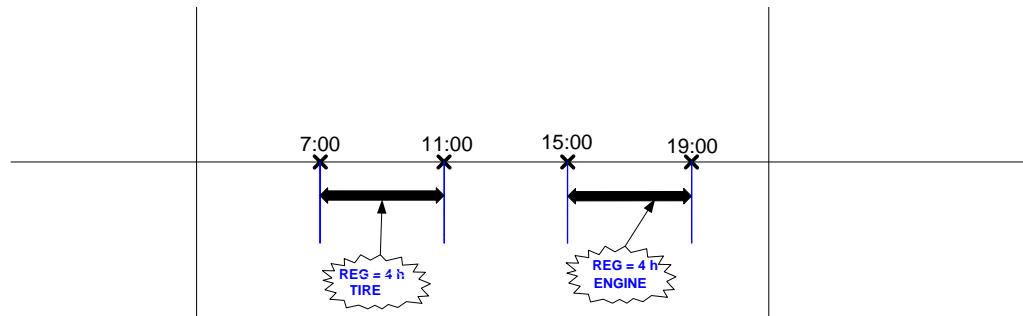 7:00
11:00
15:00
19:00
REG = 4 h
TIRE
REG = 4 h
ENGINE